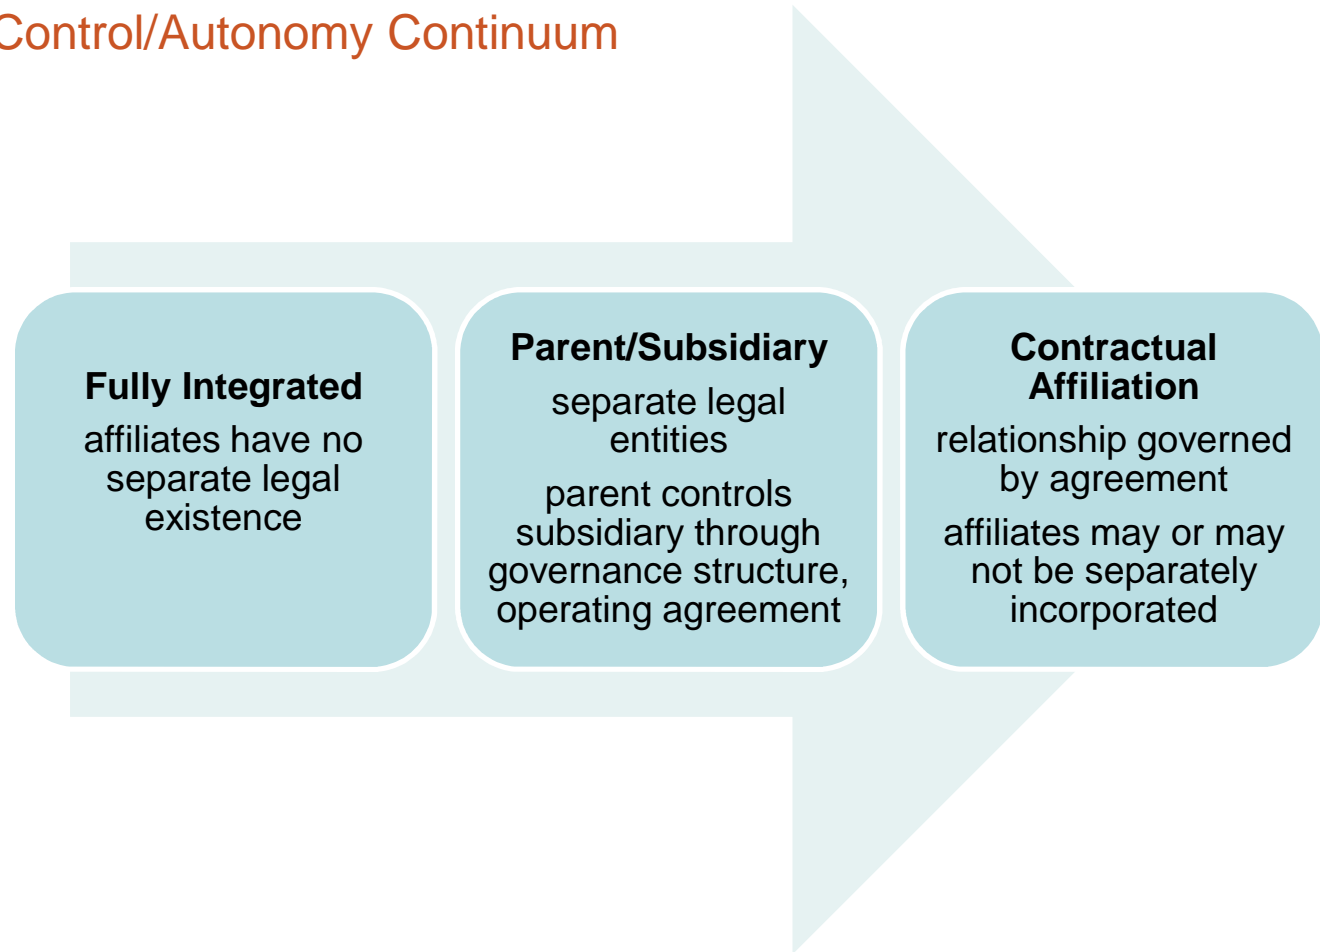 Control/Autonomy Continuum
Fully Integrated
affiliates have no
separate legal
existence
Parent/Subsidiary
separate legal
entities
parent controls
subsidiary through
governance structure,
operating agreement
Contractual
Affiliation
relationship governed
by agreement
affiliates may or may
not be separately
incorporated